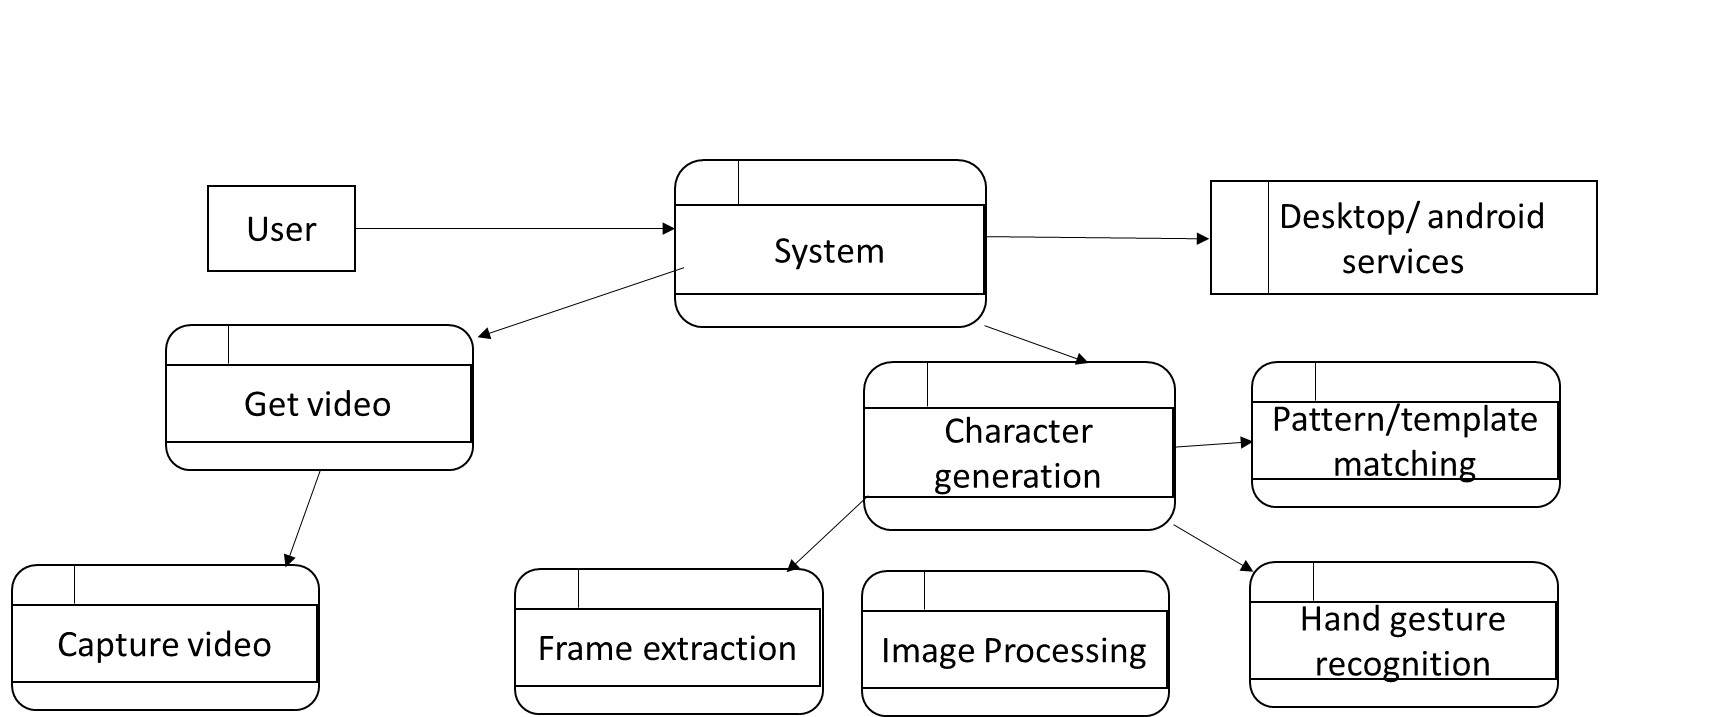 User
System
Desktop/ android
services
Get video
Character
generation
Pattern/template
matching
Capture video
Frame extraction
Image Processing
Hand gesture
recognition